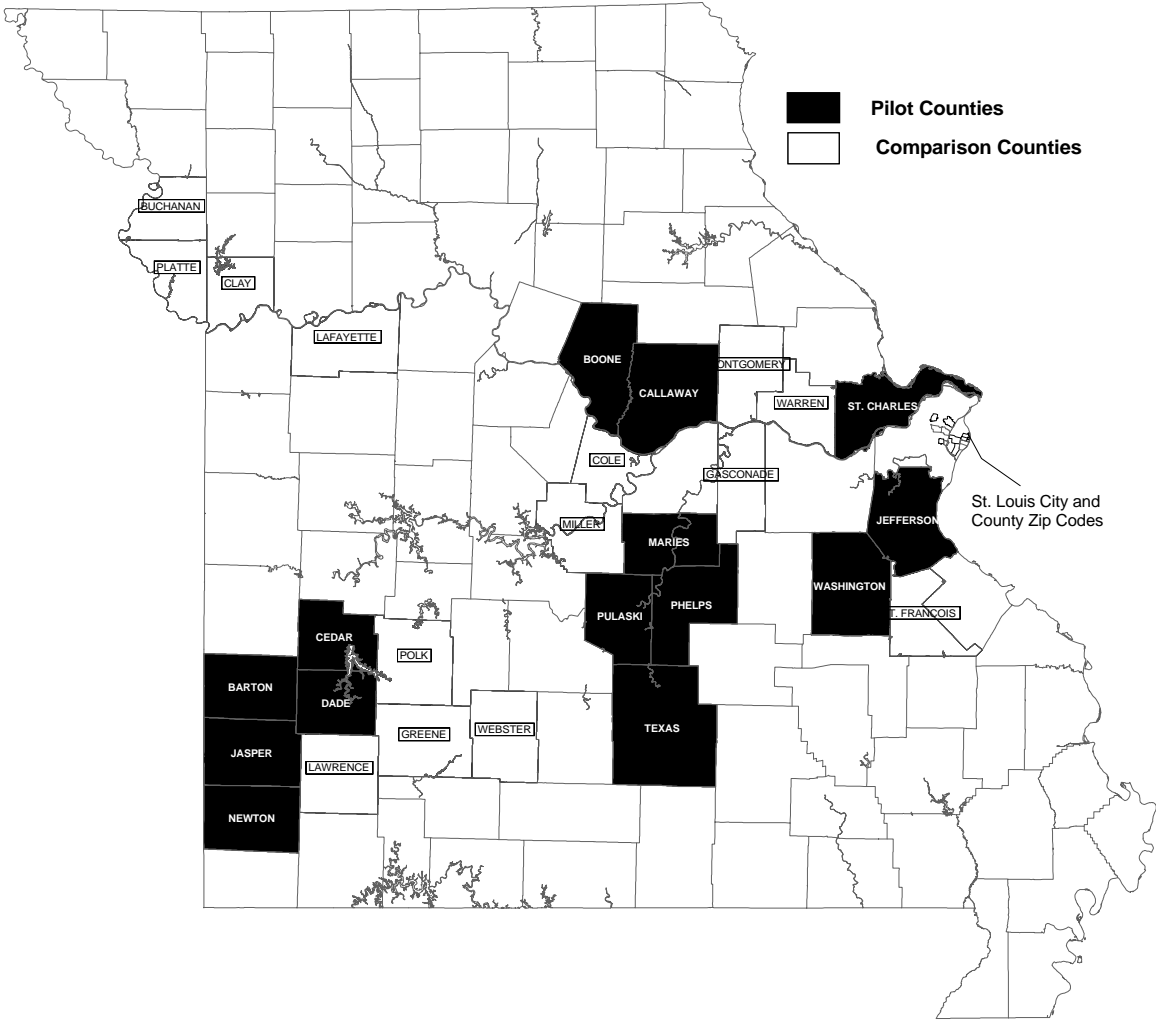 Pilot Counties
Comparison Counties
BUCHANAN
PLATTE
CLAY
LAFAYETTE
BOONE
CALLAWAY
ONTGOMERY
WARREN
ST. CHARLES
COLE
GASCONADE
St. Louis City and
County Zip Codes
MILLER
MARIES
JEFFERSON
WASHINGTON
PULASKI
PHELPS
T. FRANCOIS
CEDAR
POLK
BARTON
DADE
GREENE
WEBSTER
TEXAS
JASPER
LAWRENCE
NEWTON